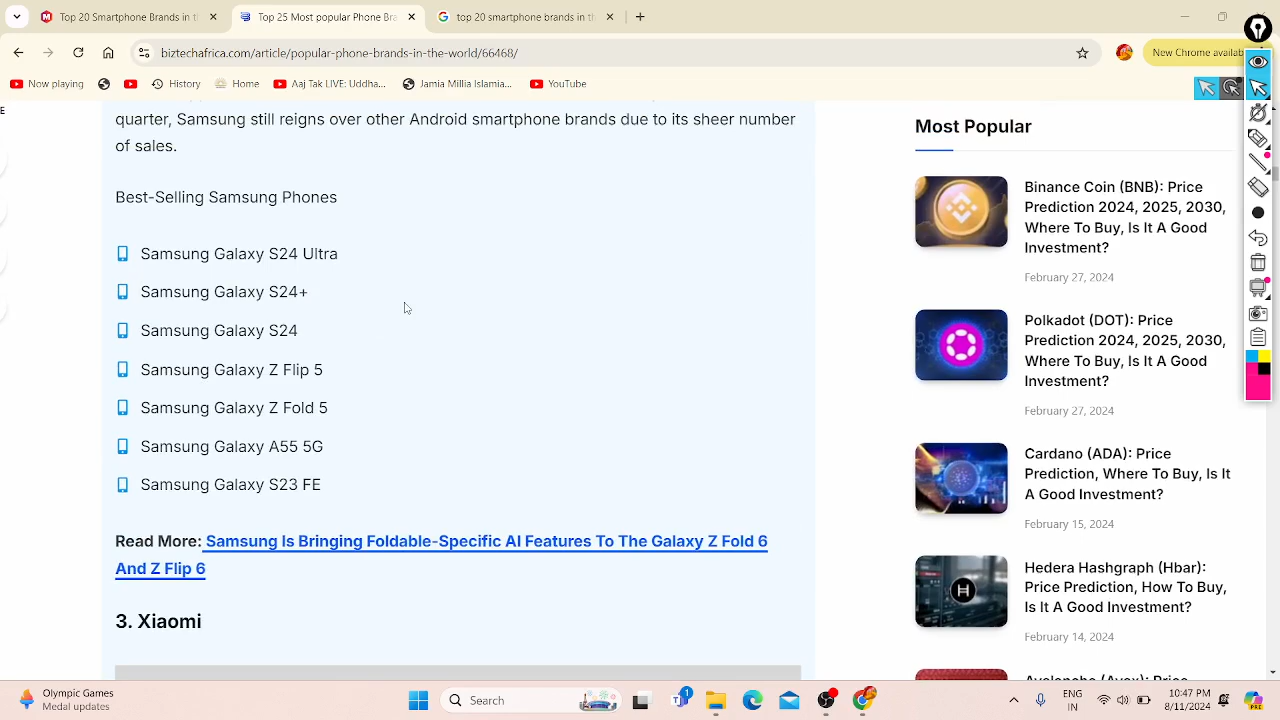 Top 20 Smar
Top 25 Most popular Phone Bra
top 20 smartphone brands in th
biztechafrica.com/article/popular-phone-brands-in-the-world/66468/
New Chrome availab
Now playing
History
Home
Aaj Tak LIVE: Uddha...
Jamia Millia Islamia...
YouTube
E
quarter, Samsung still reigns over other Android smartphone brands due to its sheer number
of sales.
Best-Selling Samsung Phones
Samsung Galaxy S24 Ultra
Samsung Galaxy S24+
Samsung Galaxy S24
Samsung Galaxy Z Flip 5
Samsung Galaxy Z Fold 5
Samsung Galaxy A55 5G
Samsung Galaxy S23 FE
Read More: Samsung Is Bringing Foldable-Specific AI Features To The Galaxy Z Fold 6
And Z Flip 6
3. Xiaomi
Most Popular
Binance Coin (BNB): Price
Prediction 2024, 2025, 2030,
Where To Buy, Is It A Good
Investment?
February 27, 2024
Polkadot (DOT): Price
Prediction 2024, 2025, 2030,
Where To Buy, Is It A Good
Investment?
February 27, 2024
Cardano (ADA): Price
Prediction, Where To Buy, Is It
A Good Investment?
February 15, 2024
Hedera Hashgraph (Hbar):
Price Prediction, How To Buy,
Is It A Good Investment?
February 14, 2024
Avalanche (Avax): Price
Olympic Games
Medal updates
Search
ENG
IN
10:47 PM
06-08-2024